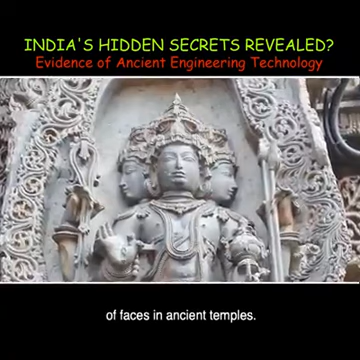 INDIA'S HIDDEN SECRETS REVEALED?
Evidence of Ancient Engineering Technology
of faces in ancient temples.